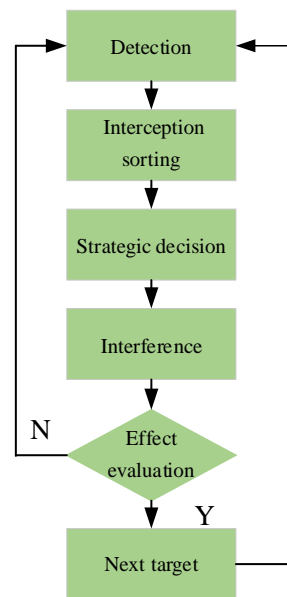 Detection
Interception
sorting
Strategic decision
Interference
N
Effect
evaluation
Y
Next target